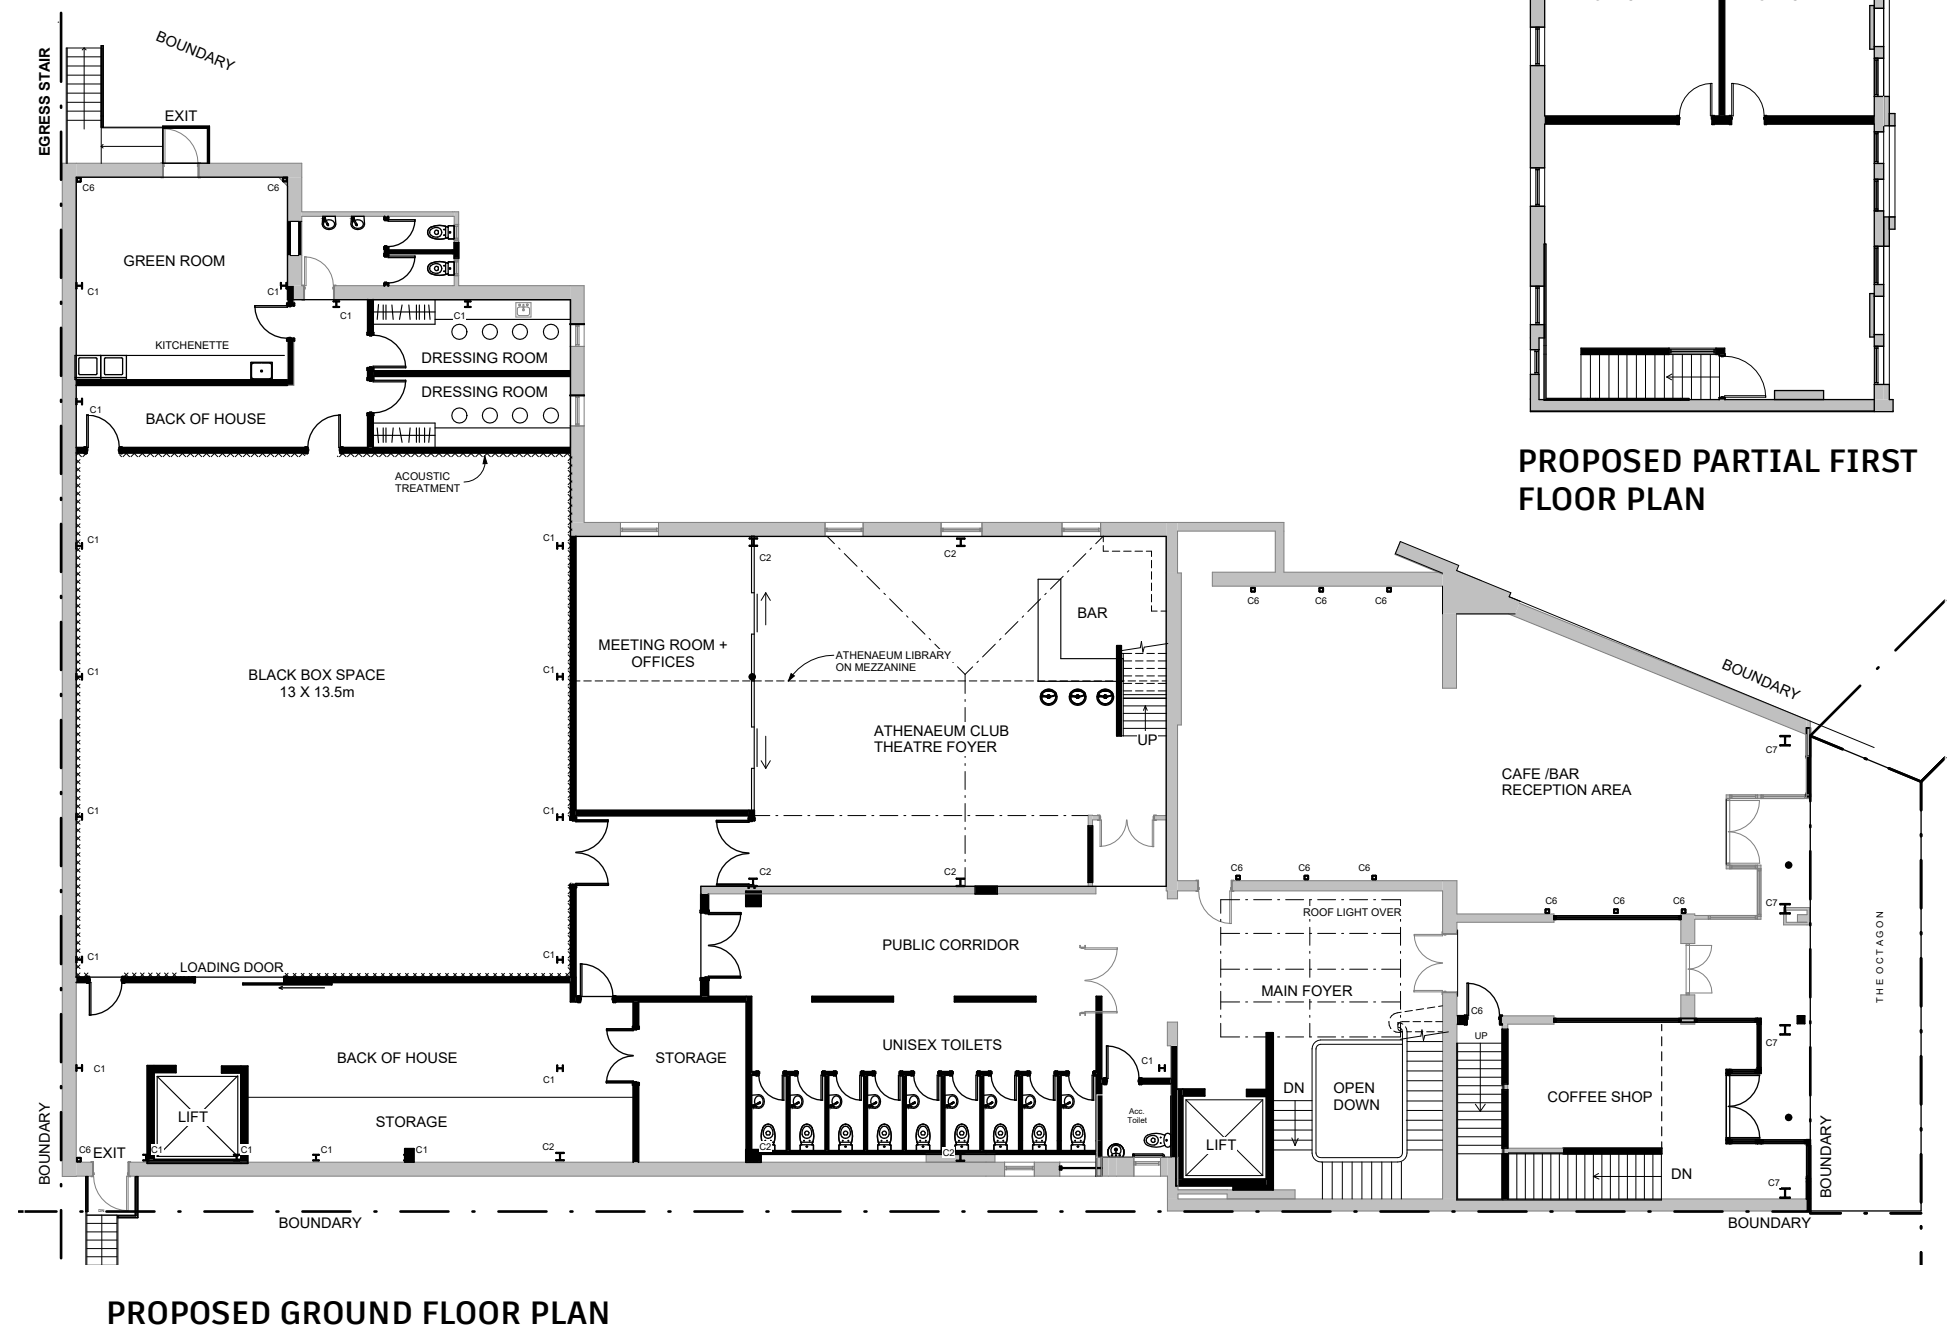 BOUNDARY
EGRESS STAIR
EXIT
C6
C6
GREEN ROOM
C1
C1
C1
C1
KITCHENETTE
DRESSING ROOM
DRESSING ROOM
C1
BACK OF HOUSE
ACOUSTIC
TREATMENT
PROPOSED PARTIAL FIRST
FLOOR PLAN
C1
C1
C2
C2
C6
C6
C6
BAR
MEETING ROOM +
OFFICES
ATHENAEUM LIBRARY
ON MEZZANINE
BLACK BOX SPACE
13 X 13.5m
C1
C1
BOUNDARY
ATHENAEUM CLUB
THEATRE FOYER
UP
C7
CAFE /BAR
RECEPTION AREA
C1
C1
C2
C2
C6
C6
C6
C6
C6
C6
C7
ROOF LIGHT OVER
PUBLIC CORRIDOR
THE OCTAGON
C1
C1
LOADING DOOR
MAIN FOYER
C6
UP
C7
UNISEX TOILETS
BACK OF HOUSE
STORAGE
C1
C1
C1
DN
OPEN
DOWN
COFFEE SHOP
LIFT
STORAGE
Acc.
Toilet
LIFT
C6
EXIT
C1
C1
C1
C1
C2
C2
C2
DN
C7
BOUNDARY
BOUNDARY
BOUNDARY
BOUNDARY
PROPOSED GROUND FLOOR PLAN